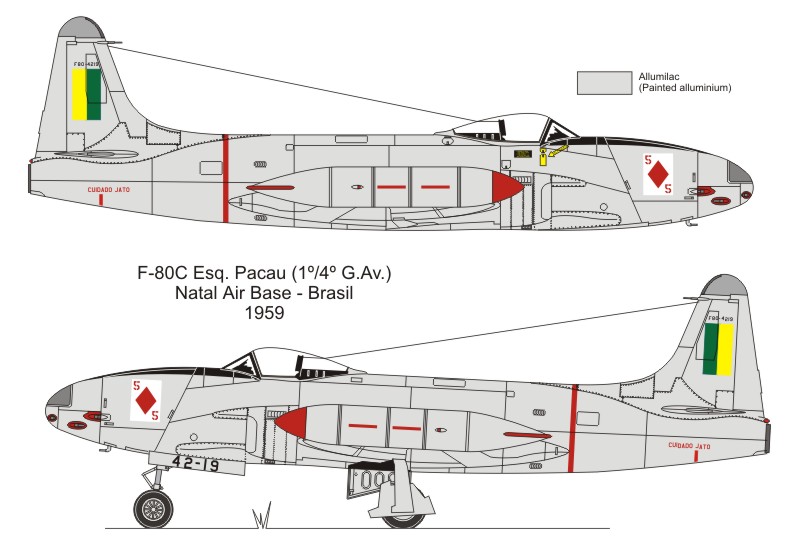 F80-4219
Allumilac
(Painted alluminium)
5
5
CUIDADO JATO
F-80C Esq. Pacau (1º/4º G.Av.)
Natal Air Base - Brasil
1959
F80-4219
5
5
CUIDADO JATO
42-19